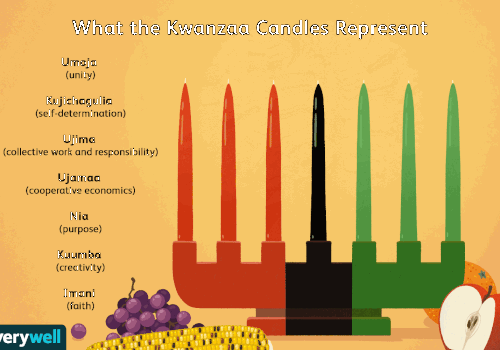 What the Kwanzaa Candles Represent
Umoja
(unity)
Kujichagulia
(self-determination)
Ujima
(collective work and responsibility)
Ujamaa
(cooperative economics)
Nia
(purpose)
Kuumba
(creativity)
Imani
(faith)
verywell